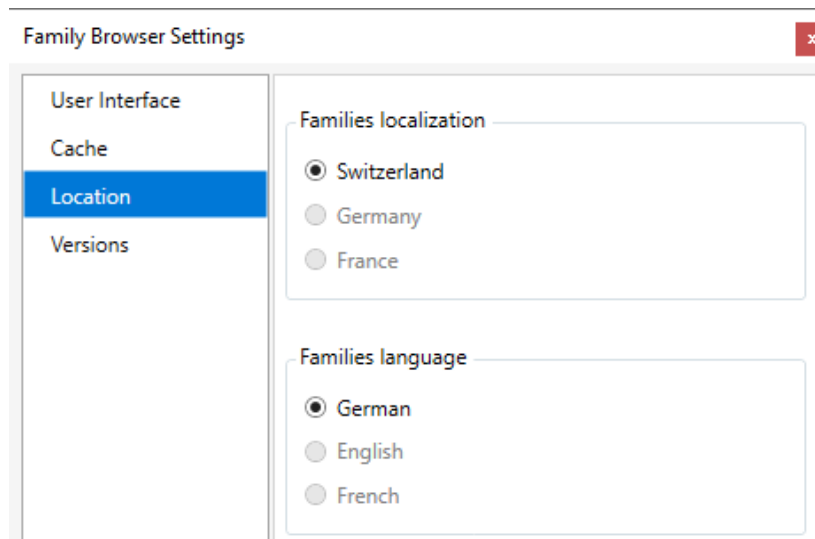 Family Browser Settings
x
User Interface
Cache
Location
Versions
Families localization
Switzerland
Germany
France
Families language
German
English
French